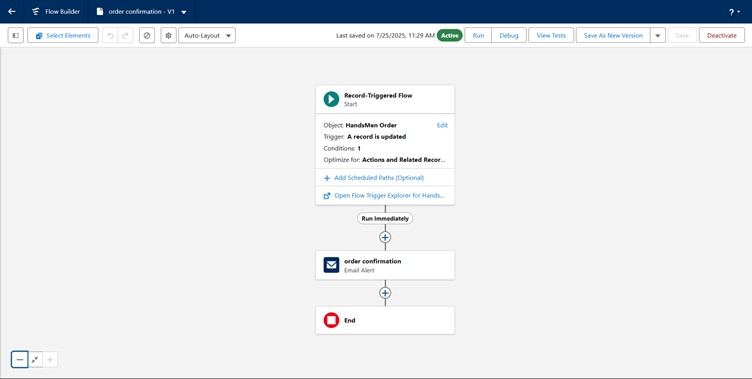 Flow Builder
order confirmation - V1
?
Select Elements
Auto-Layout
Last saved on 7/25/2025, 11:29 AM
Active
Run
Debug
View Tests
Save As New Version
Save
Deactivate
Record-Triggered Flow
Start
Object: HandsMen Order
Edit
Trigger: A record is updated
Conditions: 1
Optimize for: Actions and Related Recor...
Add Scheduled Paths (Optional)
Open Flow Trigger Explorer for Hands...
Run Immediately
order confirmation
Email Alert
End